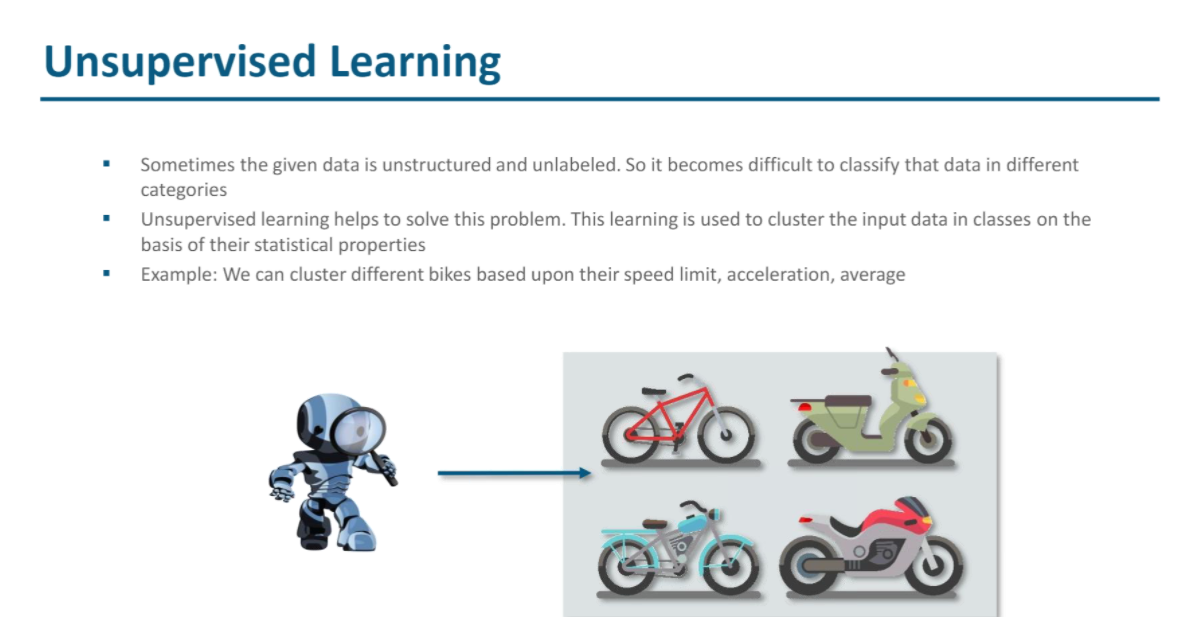 Unsupervised Learning
▪ Sometimes the given data is unstructured and unlabeled. So it becomes difficult to classify that data in different
categories
▪ Unsupervised learning helps to solve this problem. This learning is used to cluster the input data in classes on the
basis of their statistical properties
▪ Example: We can cluster different bikes based upon their speed limit, acceleration, average